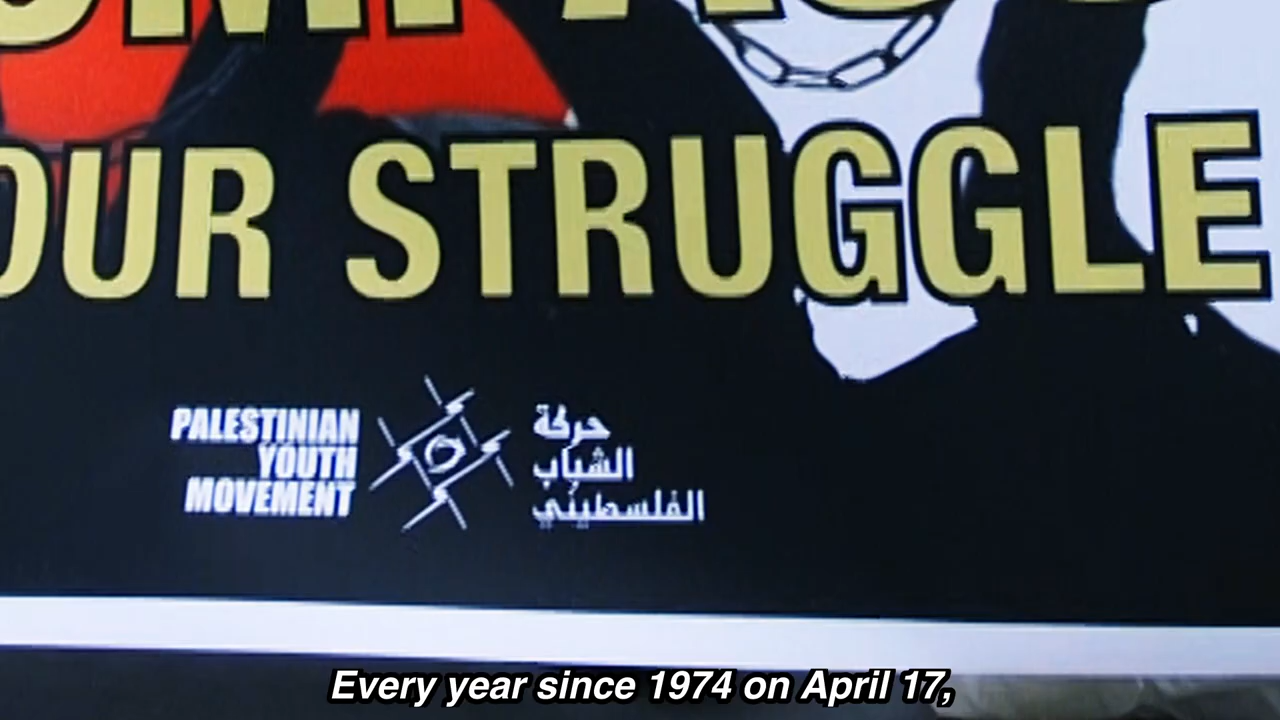 OUR STRUGGLE
PALESTINIAN
YOUTH
MOVEMENT
حركة
الشباب
الفلسطيني
Every year since 1974 on April 17,